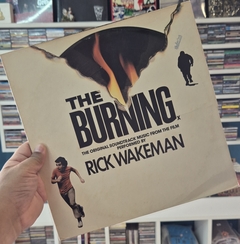 THE
BURNING
X
THE ORIGINAL SOUNDTRACK MUSIC FROM THE FILM
PERFORMED BY
RICK WAKEMAN